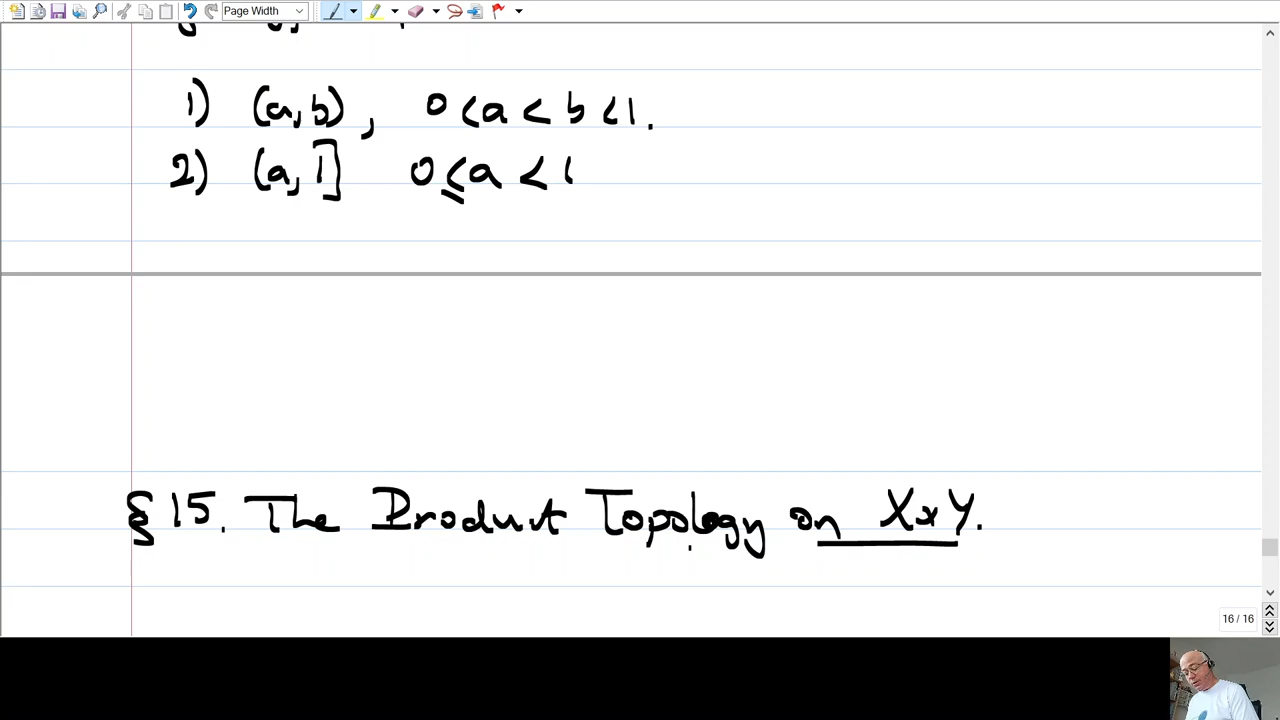 Page Width
1) (a, b), 0 < a < b < 1.
2) (a, 1] 0 ≤ a < 1
§ 15. The Product Topology on X×Y.
16 / 16